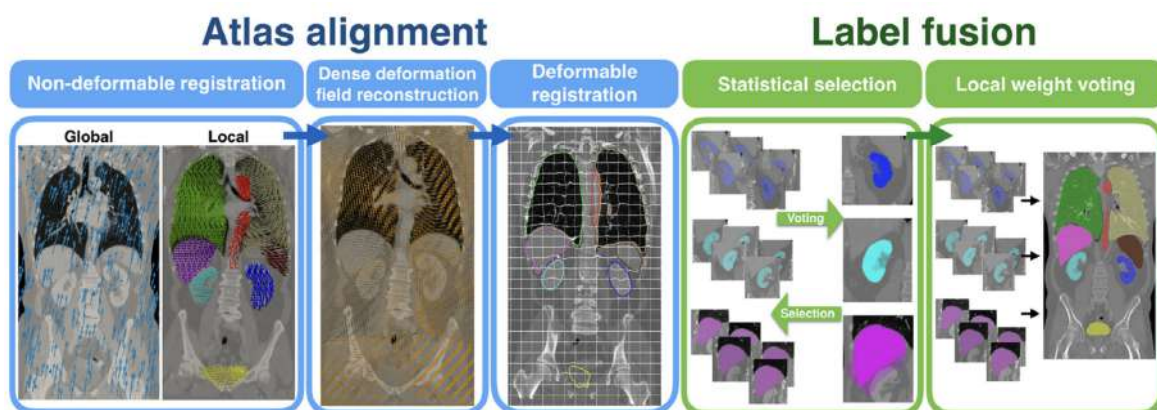 Atlas alignment
Label fusion
Non-deformable registration
Dense deformation
field reconstruction
Deformable
registration
Statistical selection
Local weight voting
Global
Local
Voting
Selection